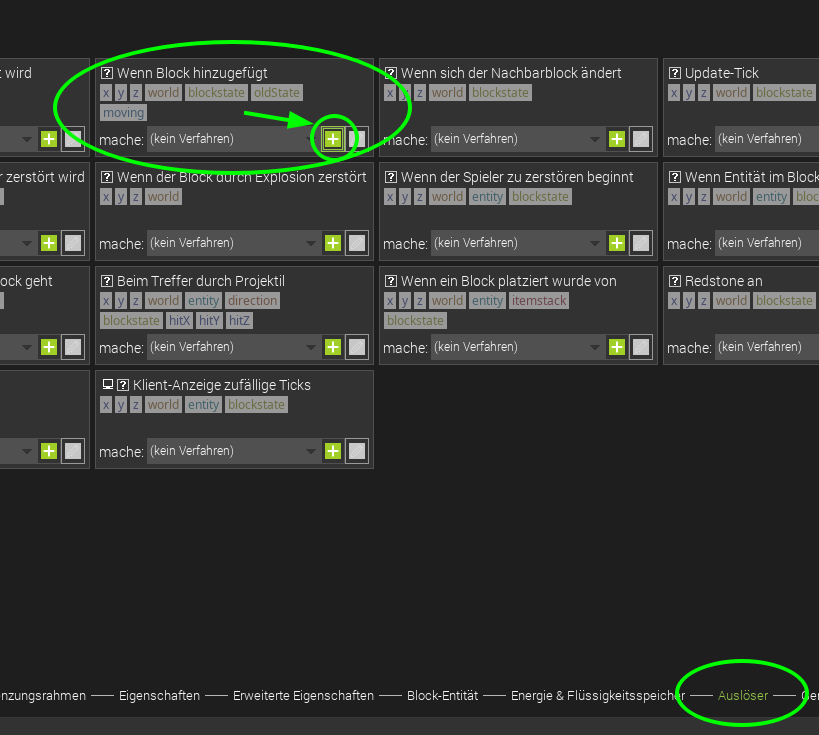 t wird
? Wenn Block hinzugefügt
x y z world blockstate oldState
moving
mache: (kein Verfahren)
? Wenn sich der Nachbarblock ändert
x y z world blockstate
mache: (kein Verfahren)
? Update-Tick
x y z world blockstate
mache: (kein Verfahren)
r zerstört wird
? Wenn der Block durch Explosion zerstört
x y z world
mache: (kein Verfahren)
? Wenn der Spieler zu zerstören beginnt
x y z world entity blockstate
mache: (kein Verfahren)
? Wenn Entität im Block
x y z world entity bloc
mache: (kein Verfahren)
ock geht
? Beim Treffer durch Projektil
x y z world entity direction
blockstate hitX hitY hitZ
mache: (kein Verfahren)
? Wenn ein Block platziert wurde von
x y z world entity itemstack
blockstate
mache: (kein Verfahren)
? Redstone an
x y z world blockstate
mache: (kein Verfahren)
? Klient-Anzeige zufällige Ticks
x y z world entity blockstate
mache: (kein Verfahren)
nzungsrahmen — Eigenschaften — Erweiterte Eigenschaften — Block-Entität — Energie & Flüssigkeitsspeicher — Auslöser — Ge